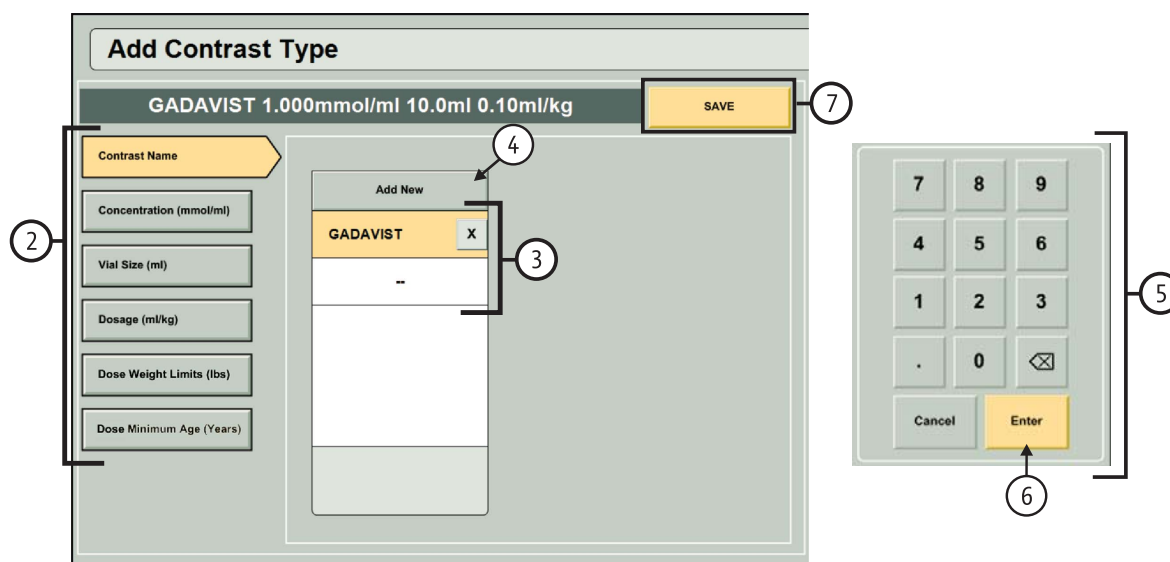 Add Contrast Type
GADAVIST 1.000mmol/ml 10.0ml 0.10ml/kg
SAVE
7
2
Contrast Name
Concentration (mmol/ml)
Vial Size (ml)
Dosage (ml/kg)
Dose Weight Limits (lbs)
Dose Minimum Age (Years)
4
Add New
GADAVIST X
--
3
7 8 9
4 5 6
1 2 3
. 0 ⌫
Cancel Enter
5
6